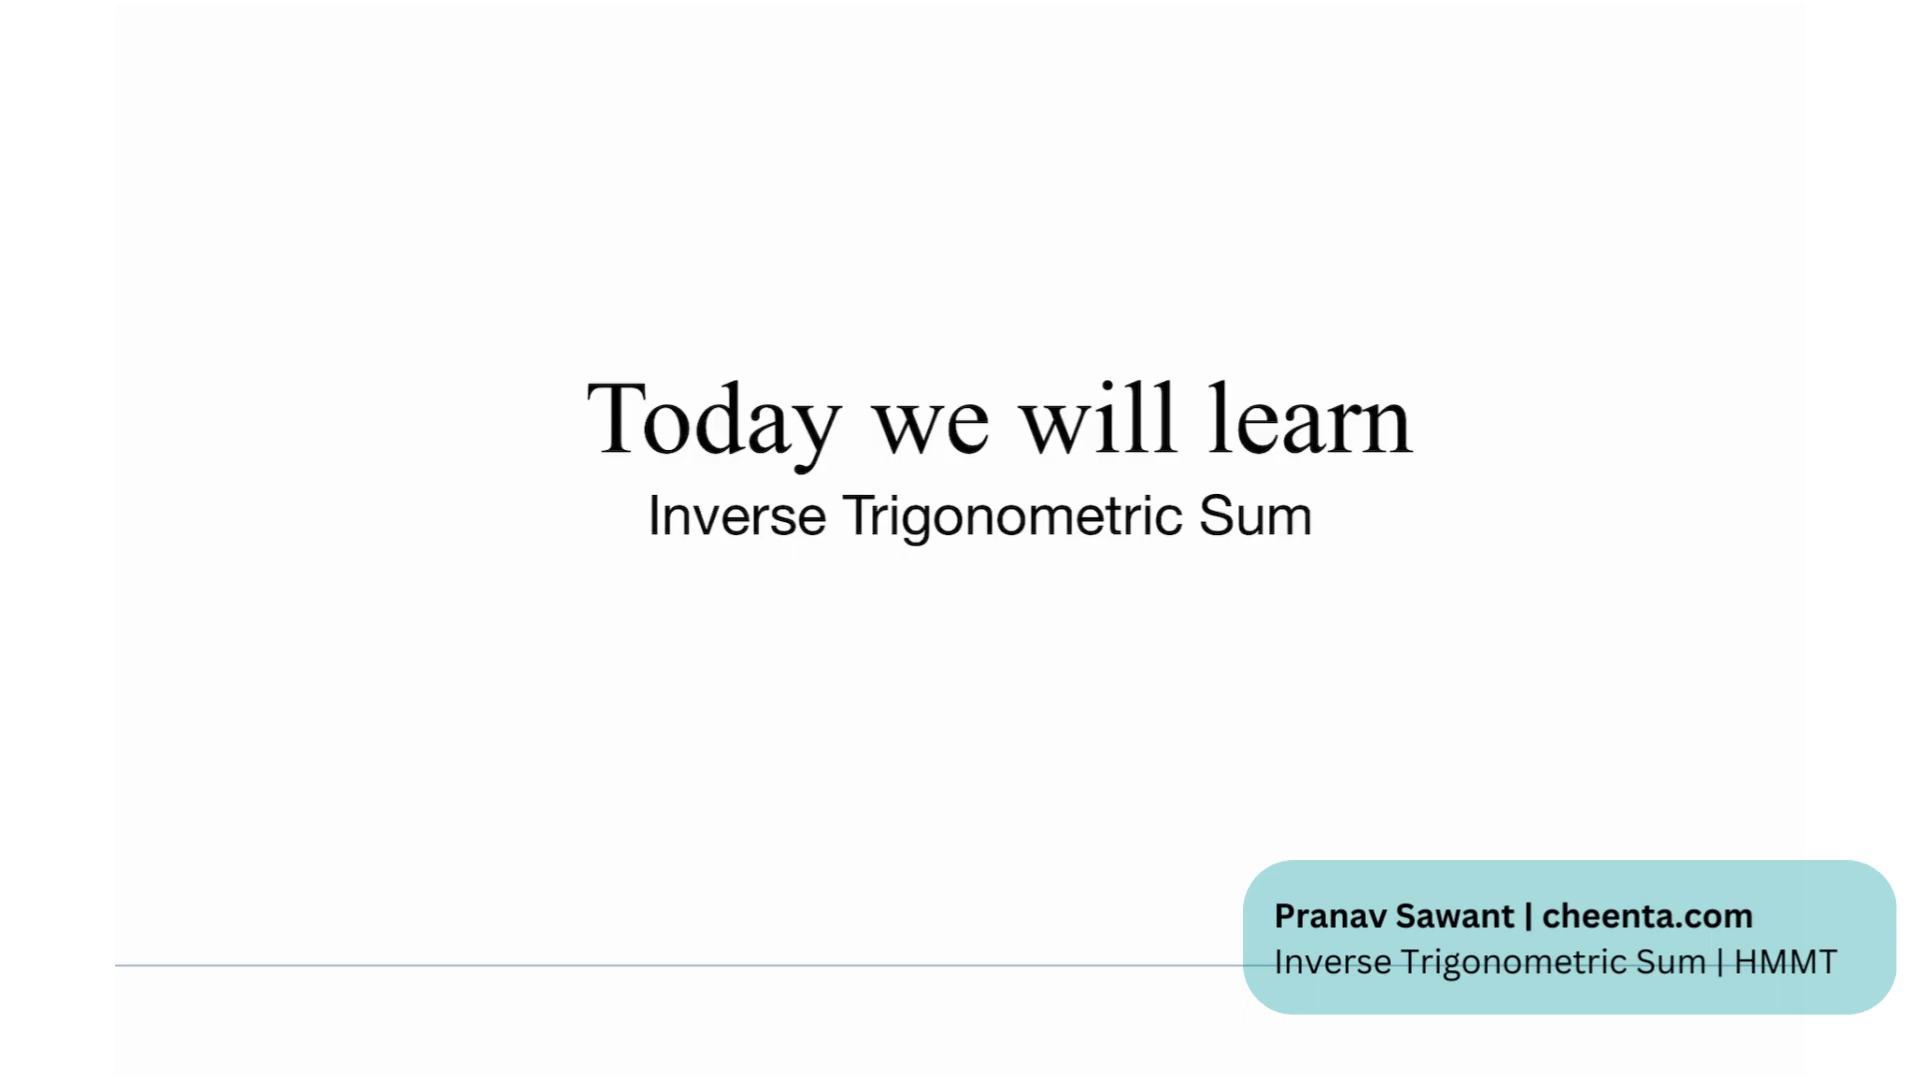 Today we will learn
Inverse Trigonometric Sum
Pranav Sawant | cheenta.com
Inverse Trigonometric Sum | HMMT